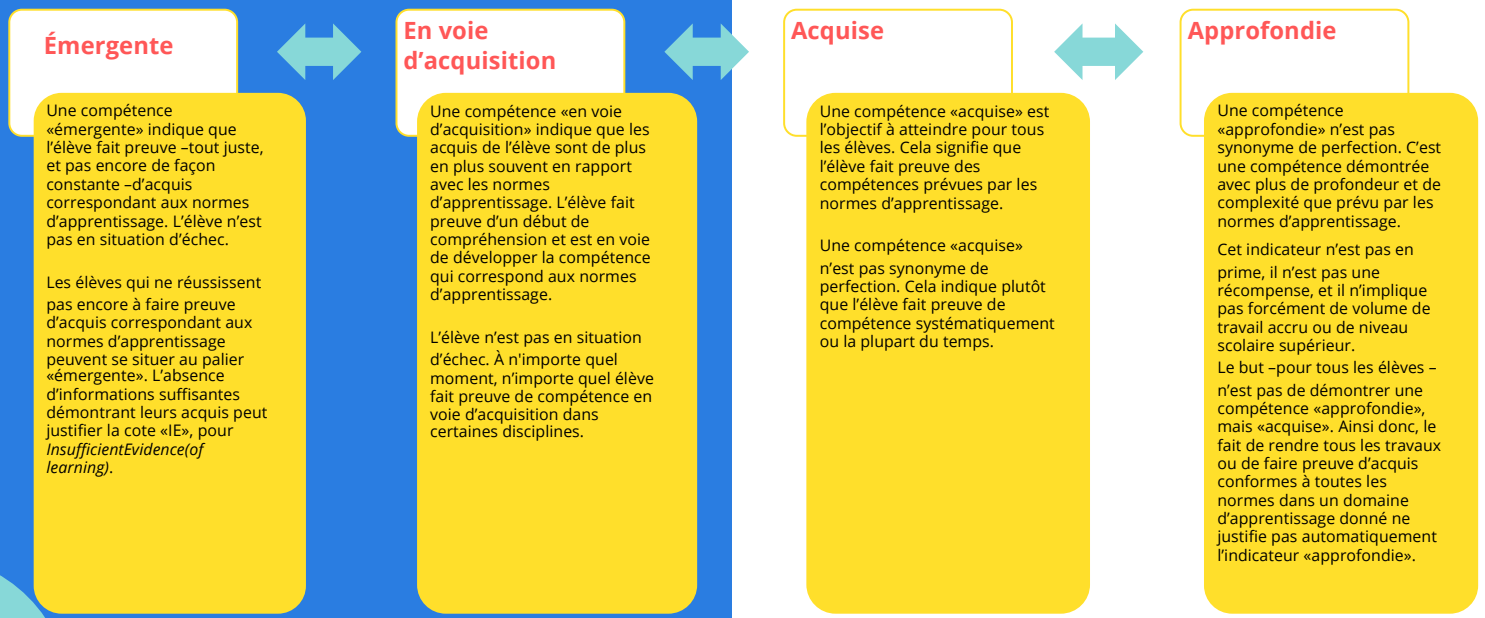 Émergente
Une compétence
«émergente» indique que
l’élève fait preuve –tout juste,
et pas encore de façon
constante –d’acquis
correspondant aux normes
d’apprentissage. L’élève n’est
pas en situation d’échec.
Les élèves qui ne réussissent
pas encore à faire preuve
d’acquis correspondant aux
normes d’apprentissage
peuvent se situer au palier
«émergente». L’absence
d’informations suffisantes
démontrant leurs acquis peut
justifier la cote «IE», pour
InsufficientEvidence(of
learning).
En voie
d’acquisition
Une compétence «en voie
d’acquisition» indique que les
acquis de l’élève sont de plus
en plus souvent en rapport
avec les normes
d’apprentissage. L’élève fait
preuve d’un début de
compréhension et est en voie
de développer la compétence
qui correspond aux normes
d’apprentissage.
L’élève n’est pas en situation
d’échec. À n'importe quel
moment, n’importe quel élève
fait preuve de compétence en
voie d’acquisition dans
certaines disciplines.
Acquise
Une compétence «acquise» est
l’objectif à atteindre pour tous
les élèves. Cela signifie que
l’élève fait preuve des
compétences prévues par les
normes d’apprentissage.
Une compétence «acquise»
n’est pas synonyme de
perfection. Cela indique plutôt
que l’élève fait preuve de
compétence systématiquement
ou la plupart du temps.
Approfondie
Une compétence
«approfondie» n’est pas
synonyme de perfection. C’est
une compétence démontrée
avec plus de profondeur et de
complexité que prévu par les
normes d’apprentissage.
Cet indicateur n’est pas en
prime, il n’est pas une
récompense, et il n’implique
pas forcément de volume de
travail accru ou de niveau
scolaire supérieur.
Le but –pour tous les élèves –
n’est pas de démontrer une
compétence «approfondie»,
mais «acquise». Ainsi donc, le
fait de rendre tous les travaux
ou de faire preuve d’acquis
conformes à toutes les
normes dans un domaine
d’apprentissage donné ne
justifie pas automatiquement
l’indicateur «approfondie».